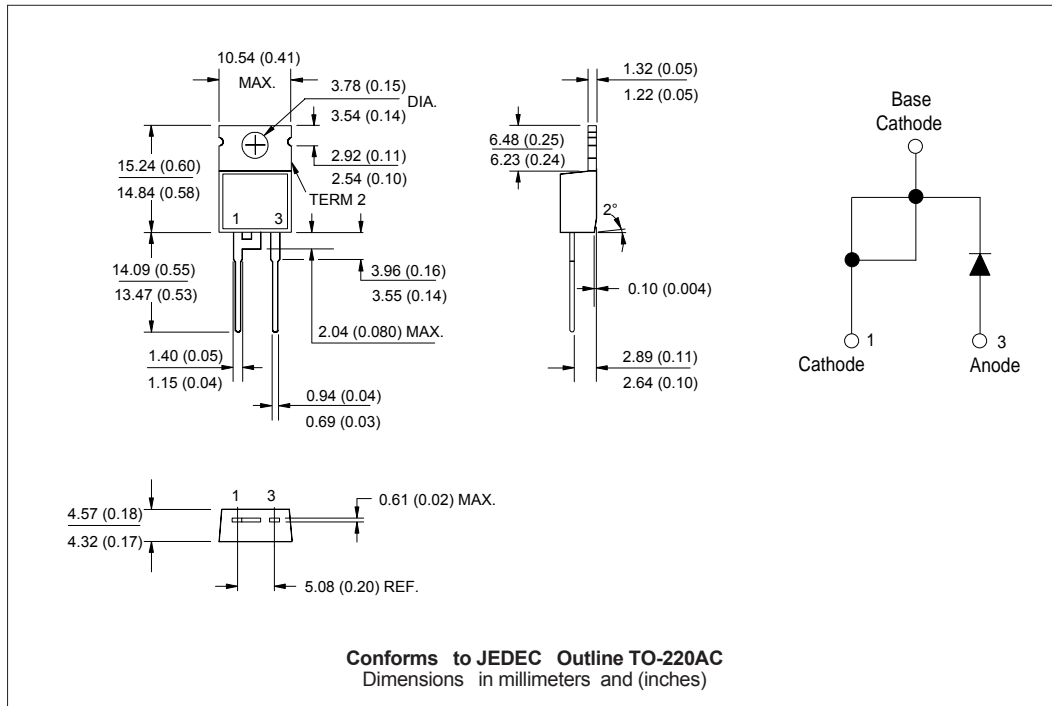 10.54 (0.41)
MAX.
3.78 (0.15)
DIA.
3.54 (0.14)
15.24 (0.60)
14.84 (0.58)
2.92 (0.11)
2.54 (0.10)
TERM 2
1 3
14.09 (0.55)
13.47 (0.53)
3.96 (0.16)
3.55 (0.14)
2.04 (0.080) MAX.
1.40 (0.05)
1.15 (0.04)
0.94 (0.04)
0.69 (0.03)
1.32 (0.05)
1.22 (0.05)
6.48 (0.25)
6.23 (0.24)
2°
0.10 (0.004)
2.89 (0.11)
2.64 (0.10)
Base
Cathode
1
Cathode
3
Anode
1 3
4.57 (0.18)
4.32 (0.17)
0.61 (0.02) MAX.
5.08 (0.20) REF.
Conforms to JEDEC Outline TO-220AC
Dimensions in millimeters and (inches)